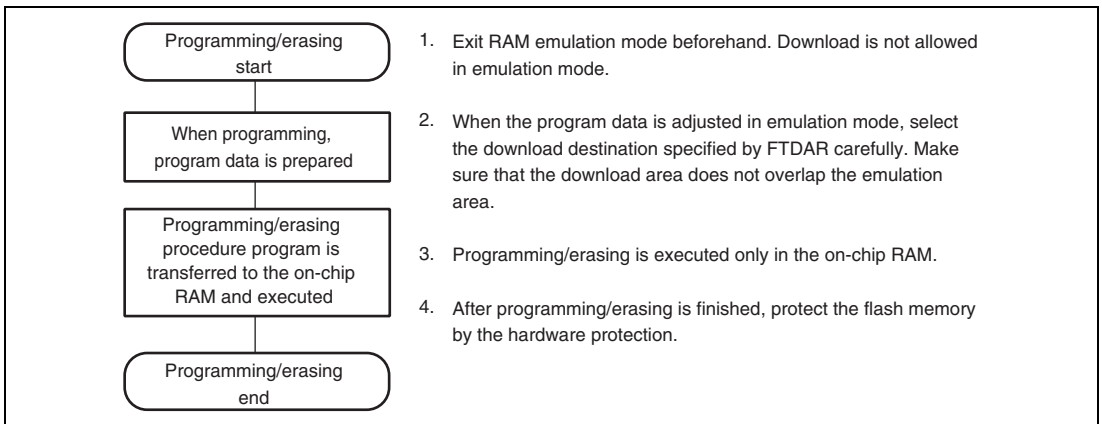 Programming/erasing
start
When programming,
program data is prepared
Programming/erasing
procedure program is
transferred to the on-chip
RAM and executed
Programming/erasing
end
1. Exit RAM emulation mode beforehand. Download is not allowed
in emulation mode.
2. When the program data is adjusted in emulation mode, select
the download destination specified by FTDAR carefully. Make
sure that the download area does not overlap the emulation
area.
3. Programming/erasing is executed only in the on-chip RAM.
4. After programming/erasing is finished, protect the flash memory
by the hardware protection.